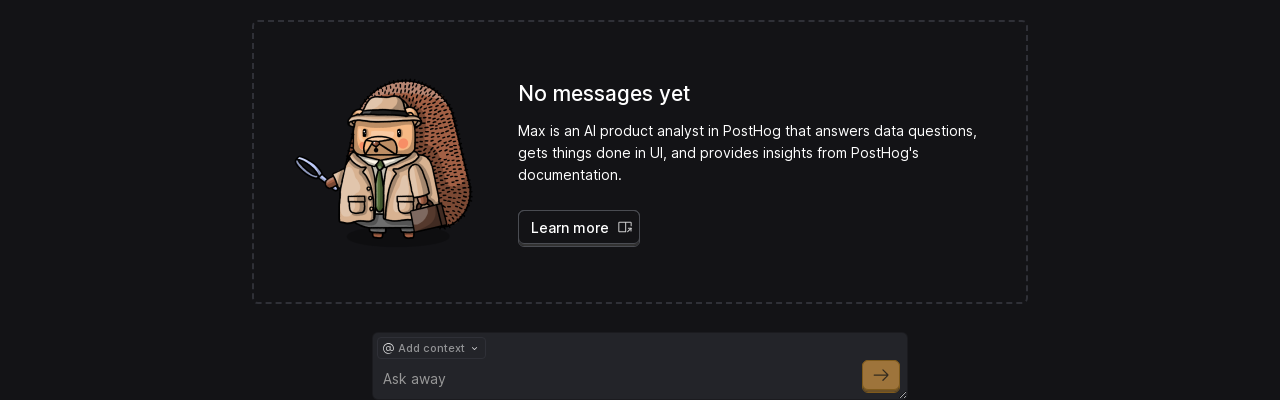 No messages yet
Max is an AI product analyst in PostHog that answers data questions,
gets things done in UI, and provides insights from PostHog's
documentation.
Learn more
@ Add context
Ask away